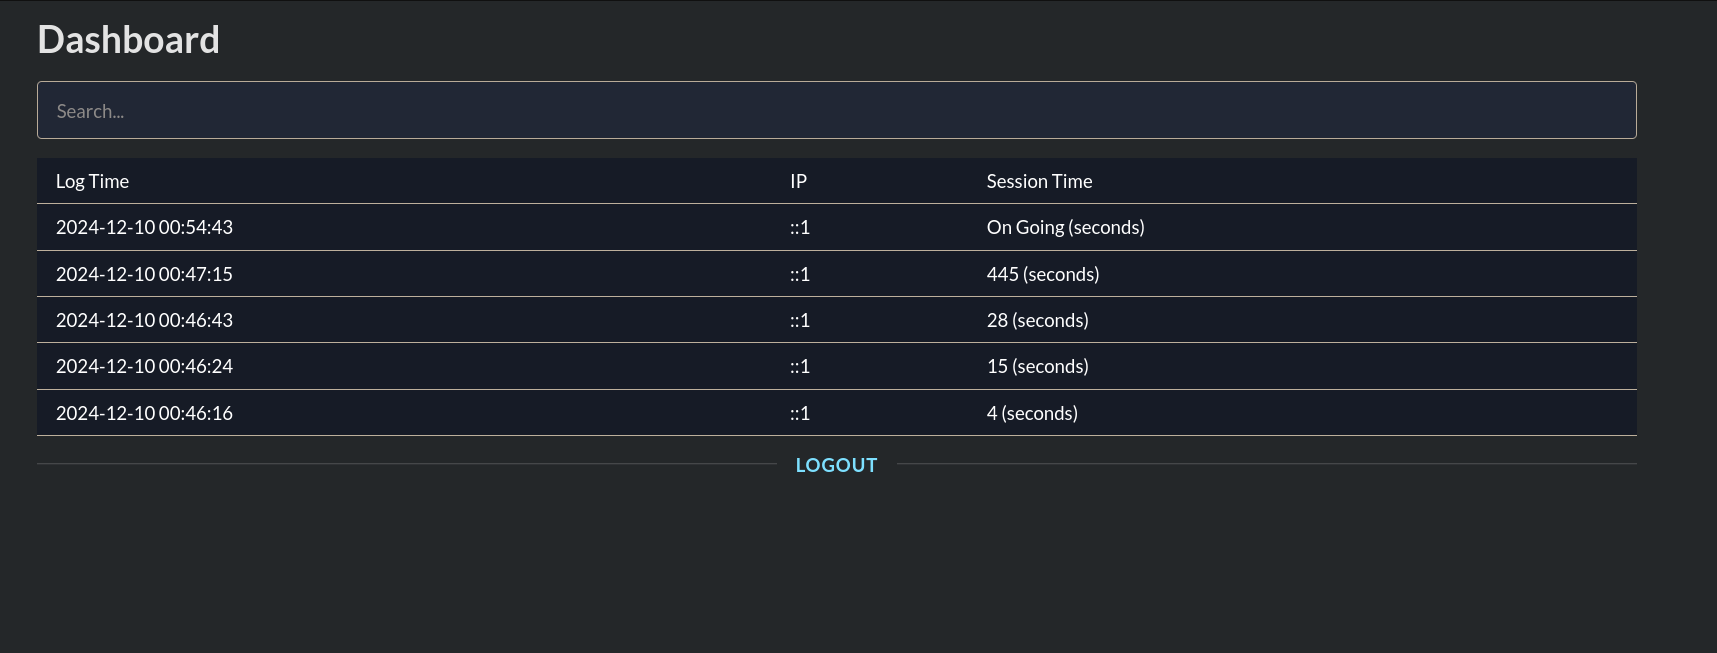 Dashboard
Search...
Log Time IP Session Time
2024-12-10 00:54:43 ::1 On Going (seconds)
2024-12-10 00:47:15 ::1 445 (seconds)
2024-12-10 00:46:43 ::1 28 (seconds)
2024-12-10 00:46:24 ::1 15 (seconds)
2024-12-10 00:46:16 ::1 4 (seconds)
LOGOUT